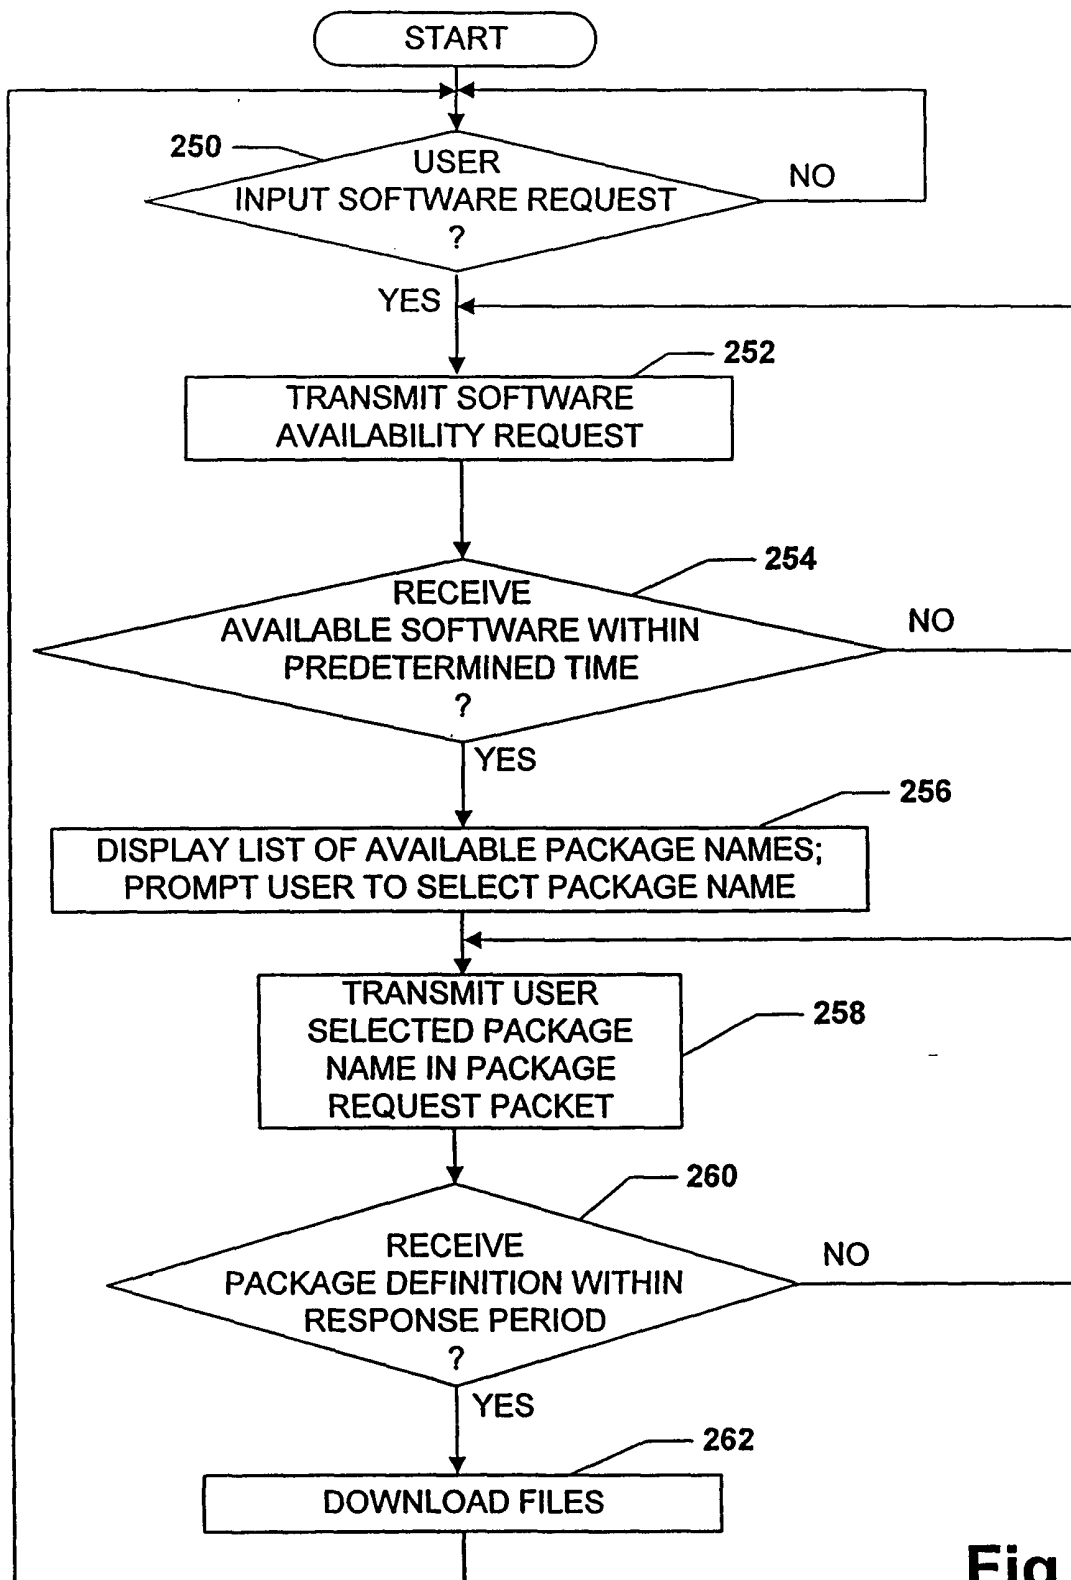 START
250
USER
INPUT SOFTWARE REQUEST
?
NO
YES
252
TRANSMIT SOFTWARE
AVAILABILITY REQUEST
254
RECEIVE
AVAILABLE SOFTWARE WITHIN
PREDETERMINED TIME
?
NO
YES
256
DISPLAY LIST OF AVAILABLE PACKAGE NAMES;
PROMPT USER TO SELECT PACKAGE NAME
TRANSMIT USER
SELECTED PACKAGE
NAME IN PACKAGE
REQUEST PACKET
258
260
RECEIVE
PACKAGE DEFINITION WITHIN
RESPONSE PERIOD
?
NO
YES
262
DOWNLOAD FILES
Fig